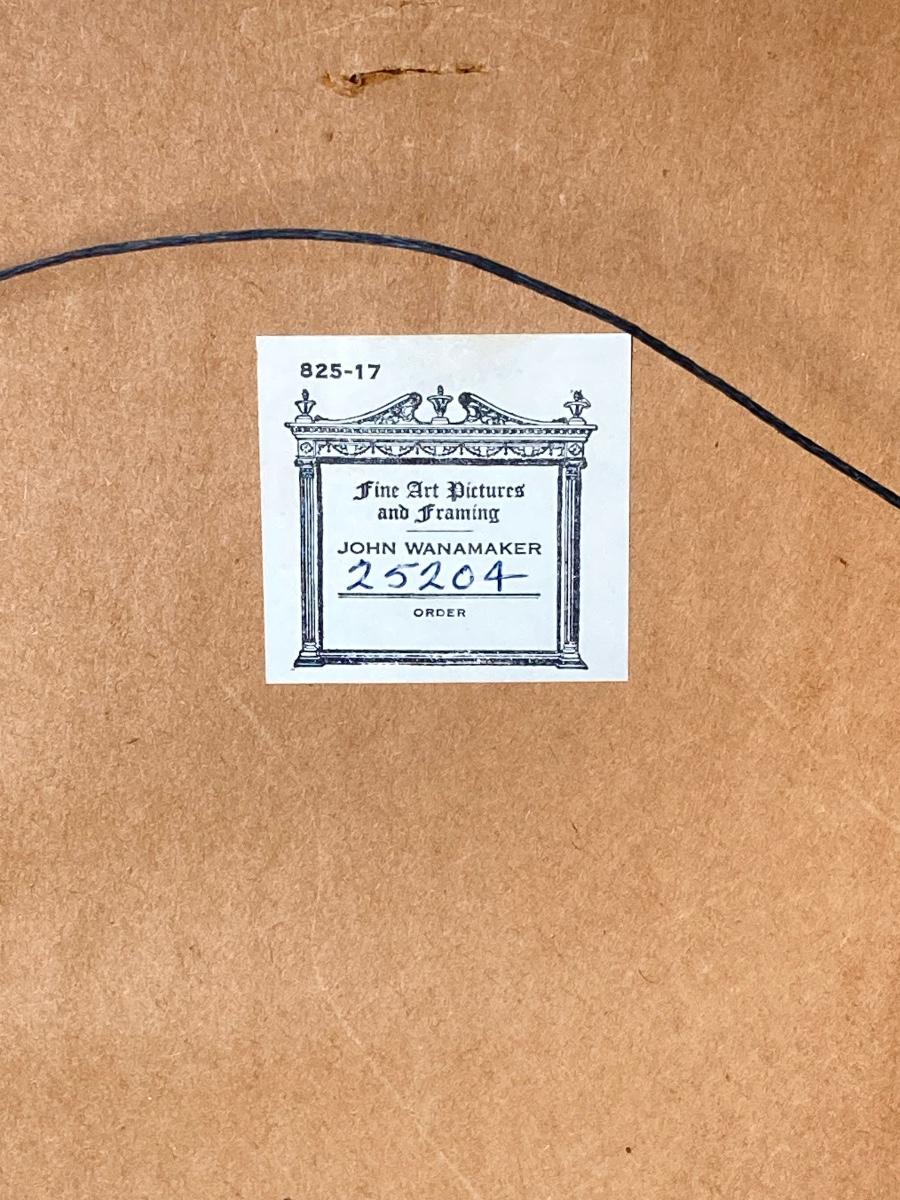 825-17
Fine Art Pictures
and Framing
JOHN WANAMAKER
25204
ORDER